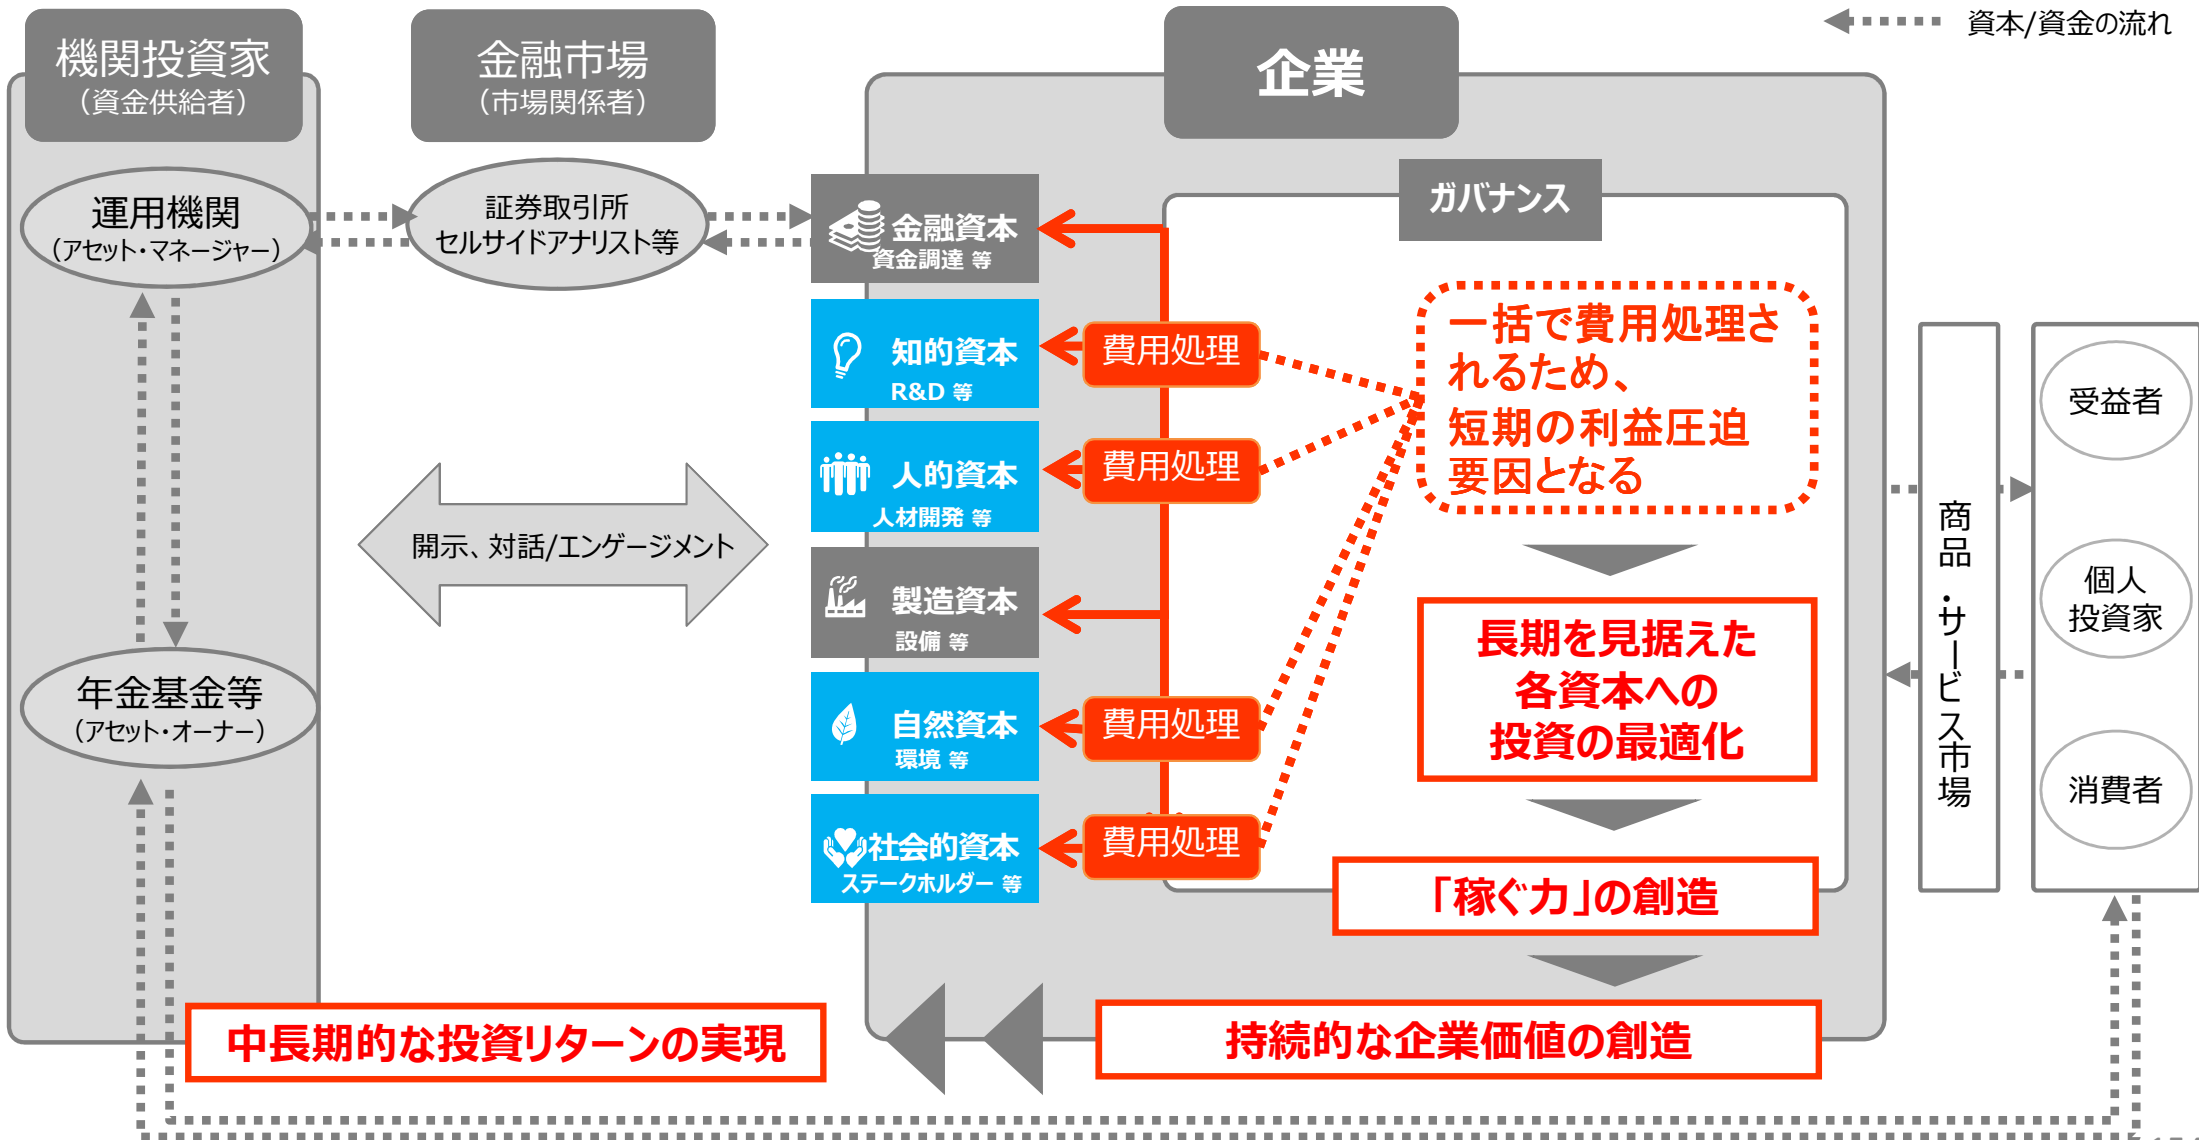 機関投資家
（資金供給者）
金融市場
（市場関係者）
企業
資本/資金の流れ
運用機関
（アセット・マネージャー）
証券取引所
セルサイドアナリスト等
年金基金等
（アセット・オーナー）
開示、対話/エンゲージメント
金融資本
資金調達 等
知的資本
R&D 等
人的資本
人材開発 等
製造資本
設備 等
自然資本
環境 等
社会的資本
ステークホルダー 等
費用処理
費用処理
費用処理
費用処理
ガバナンス
一括で費用処理さ
れるため、
短期の利益圧迫
要因となる
長期を見据えた
各資本への
投資の最適化
「稼ぐ力」の創造
持続的な企業価値の創造
中長期的な投資リターンの実現
商品・サービス市場
受益者
個人
投資家
消費者